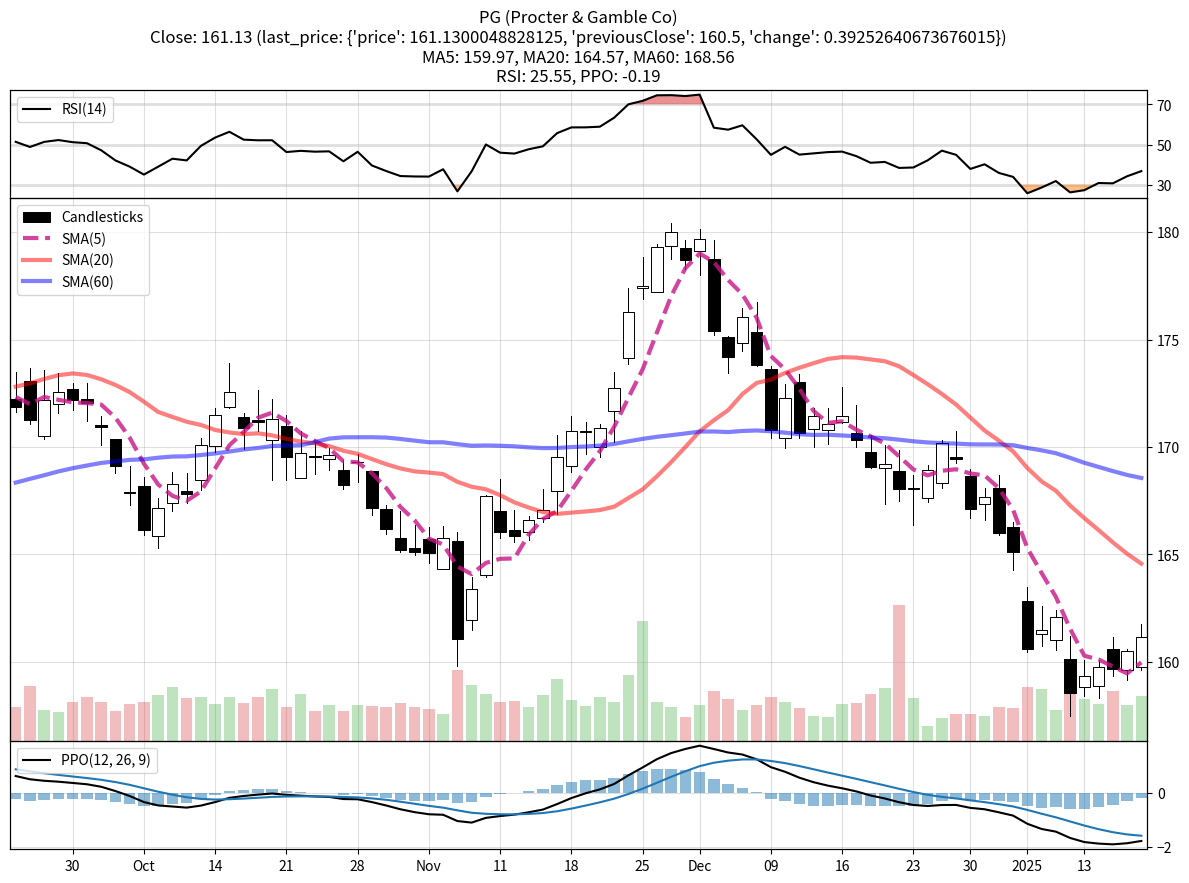 PG (Procter & Gamble Co)
Close: 161.13 (last_price: {'price': 161.1300048828125, 'previousClose': 160.5, 'change': 0.39252640673676015})
MA5: 159.97, MA20: 164.57, MA60: 168.56
RSI: 25.55, PPO: -0.19
RSI(14)
70
50
30
Candlesticks
SMA(5)
SMA(20)
SMA(60)
180
175
170
165
160
PPO(12, 26, 9)
0
−2
30 Oct 14 21 28 Nov 11 18 25 Dec 09 16 23 30 2025 13